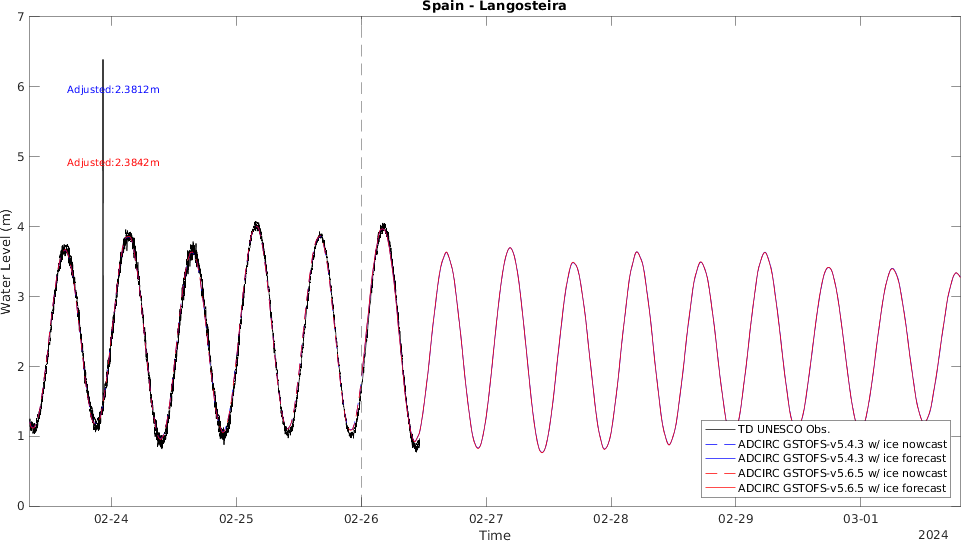 Spain - Langosteira
7
6
5
4
3
2
1
0
Water Level (m)
Adjusted:2.3812m
Adjusted:2.3842m
TD UNESCO Obs.
ADCIRC GSTOFS-v5.4.3 w/ ice nowcast
ADCIRC GSTOFS-v5.4.3 w/ ice forecast
ADCIRC GSTOFS-v5.6.5 w/ ice nowcast
ADCIRC GSTOFS-v5.6.5 w/ ice forecast
02-24 02-25 02-26 02-27 02-28 02-29 03-01
Time
2024